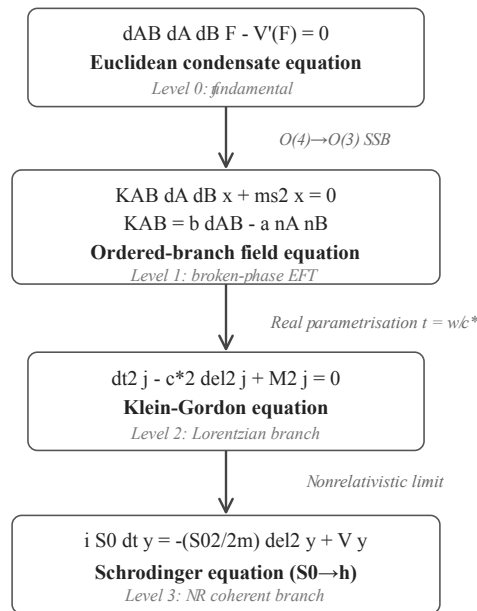 dAB dA dB F - V'(F) = 0
Euclidean condensate equation
Level 0: fundamental
O(4)→O(3) SSB
KAB dA dB x + ms2 x = 0
KAB = b dAB - a nA nB
Ordered-branch field equation
Level 1: broken-phase EFT
Real parametrisation t = w/c*
dt2 j - c*2 del2 j + M2 j = 0
Klein-Gordon equation
Level 2: Lorentzian branch
Nonrelativistic limit
i S0 dt y = -(S02/2m) del2 y + V y
Schrodinger equation (S0→h)
Level 3: NR coherent branch